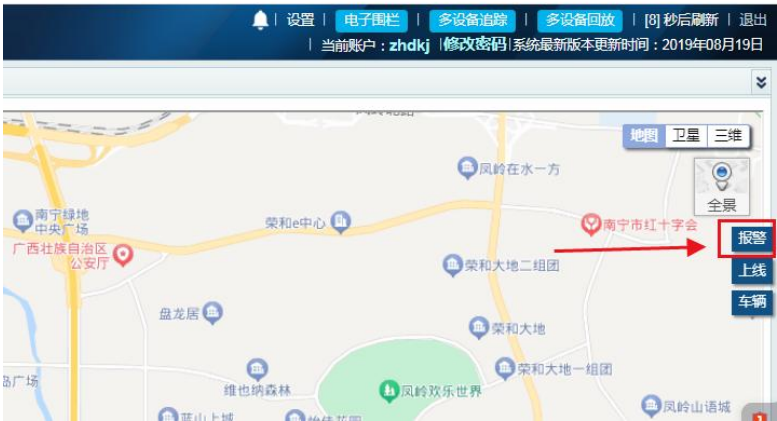 设置 | 电子围栏 | 多设备追踪 | 多设备回放 | [8] 秒后刷新 | 退出
| 当前账户：zhdkj |修改密码|系统最新版本更新时间：2019年08月19日
地图 卫星 三维
凤岭在水一方
全景
南宁绿地
中央广场
荣和e中心
南宁市红十字会
报警
广西壮族自治区
公安厅
荣和大地二组团
上线
车辆
盘龙居
荣和大地
荣和大地一组团
岛广场
维也纳森林
凤岭欢乐世界
凤岭山语城
蓝山上城